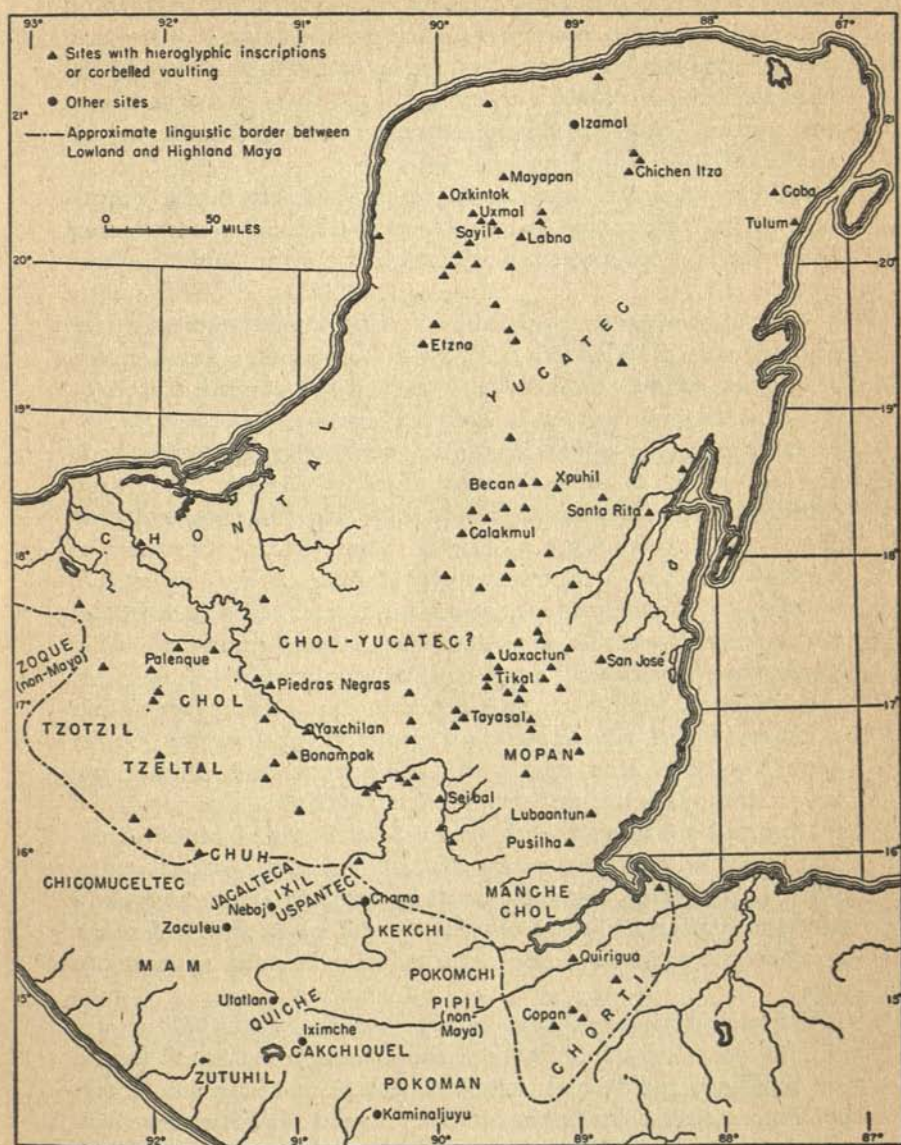 93° 92° 91° 90° 89° 88° 87°
▲ Sites with hieroglyphic inscriptions
or corbelled vaulting
● Other sites
Approximate linguistic border between
Lowland and Highland Maya
0 50
MILES
21° 21°
Izamal
Chichen Itza
Mayapan
Oxkintok
Coba
Uxmal
Tulum
Sayil
Labna
20° 20°
Etzna
YUCATEC
19° 19°
CHONTAL
Becan
Xpuhil
Santa Rita
Calakmul
18° 18°
CHOL-YUCATEC?
ZOQUE
(non-Maya)
Palenque
Uaxactun
San José
Tikal
Piedras Negras
CHOL
17° 17°
TZOTZIL
Yaxchilan
Tayasal
TZELTAL
Bonampak
MOPAN
Seibal
Lubaantun
Pusilha
16° 16°
CHUH
CHICOMUCELTEC
JACALTECA
IXIL
USPANTEC
MANCHE
CHOL
Nebaj
Chama
Zaculeu
KEKCHI
MAM
POKOMCHI
Quirigua
15° 15°
Utatlan
QUICHE
PIPIL
(non-
Maya)
Copan
CHORTI
Iximche
CAKCHIQUEL
ZUTUHIL
POKOMAN
Kaminaljuyu
92° 91° 90° 89° 88° 87°